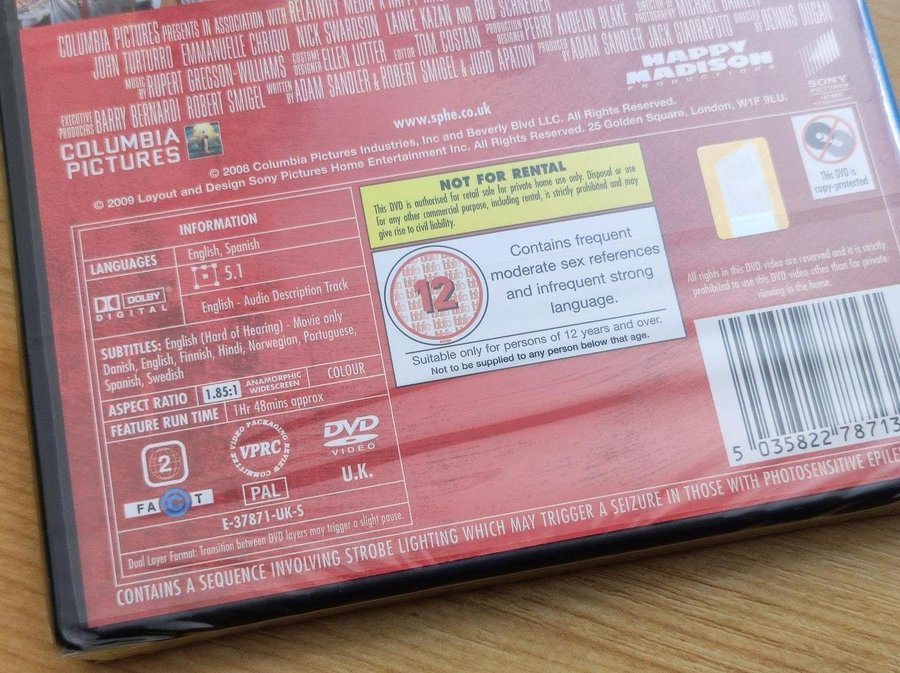 COLUMBIA PICTURES PRESENTS IN ASSOCIATION WITH RELATIVITY MEDIA A
JOHN TURTURRO EMMANUELLE CHRIQUI NICK SWARDSON LAINIE KAZAN AND ROB SCHNEIDER
MUSIC BY RUPERT GREGSON-WILLIAMS COSTUME DESIGNER ELLEN LUTTER EDITOR TOM COSTAIN PRODUCTION DESIGNER PERRY ANDELIN BLAKE DIRECTOR OF PHOTOGRAPHY MICHAEL
EXECUTIVE PRODUCERS BARRY BERNARDI ROBERT SMIGEL WRITTEN BY ADAM SANDLER & ROBERT SMIGEL & JUDD APATOW PRODUCED BY ADAM SANDLER JACK GIARRAPUTO DIRECTED BY DENNIS DUGAN
COLUMBIA
PICTURES
HAPPY
MADISON
PRODUCTIONS
SONY
PICTURES
HOME
ENTERTAINMENT
www.sphe.co.uk
© 2008 Columbia Pictures Industries, Inc and Beverly Blvd LLC. All Rights Reserved.
© 2009 Layout and Design Sony Pictures Home Entertainment Inc. All Rights Reserved. 25 Golden Square, London, W1F 9LU.
INFORMATION
LANGUAGES
English, Spanish
5.1
DOLBY
DIGITAL
English - Audio Description Track
SUBTITLES: English (Hard of Hearing) - Movie only
Danish, English, Finnish, Hindi, Norwegian, Portuguese,
Spanish, Swedish
ASPECT RATIO
1.85:1
ANAMORPHIC
WIDESCREEN
COLOUR
FEATURE RUN TIME
1Hr 48mins approx
2
VIDEO PACKAGING REVIEW COMMITTEE
VPRC
DVD
VIDEO
FACT
PAL
U.K.
E-37871-UK-S
Dual Layer Format: Transition between DVD layers may trigger a slight pause.
NOT FOR RENTAL
This DVD is authorised for retail sale for private home use only. Disposal or use
for any other commercial purpose, including rental, is strictly prohibited and may
give rise to civil liability.
12
Contains frequent
moderate sex references
and infrequent strong
language.
Suitable only for persons of 12 years and over.
Not to be supplied to any person below that age.
1
This DVD is
copy-protected
All rights in this DVD video are reserved and it is strictly
prohibited to use this DVD video other than for private
viewing in the home.
5 035822 78713
CONTAINS A SEQUENCE INVOLVING STROBE LIGHTING WHICH MAY TRIGGER A SEIZURE IN THOSE WITH PHOTOSENSITIVE